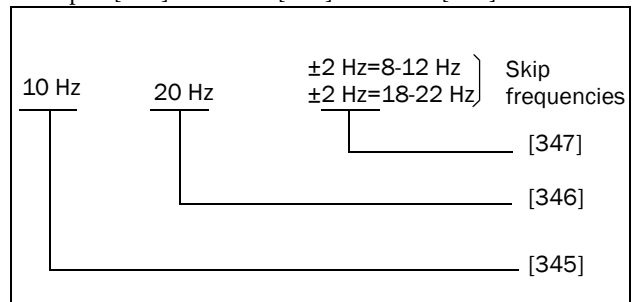 ±2 Hz=8-12 Hz Skip
10 Hz 20 Hz ±2 Hz=18-22 Hz frequencies
[347]
[346]
[345]